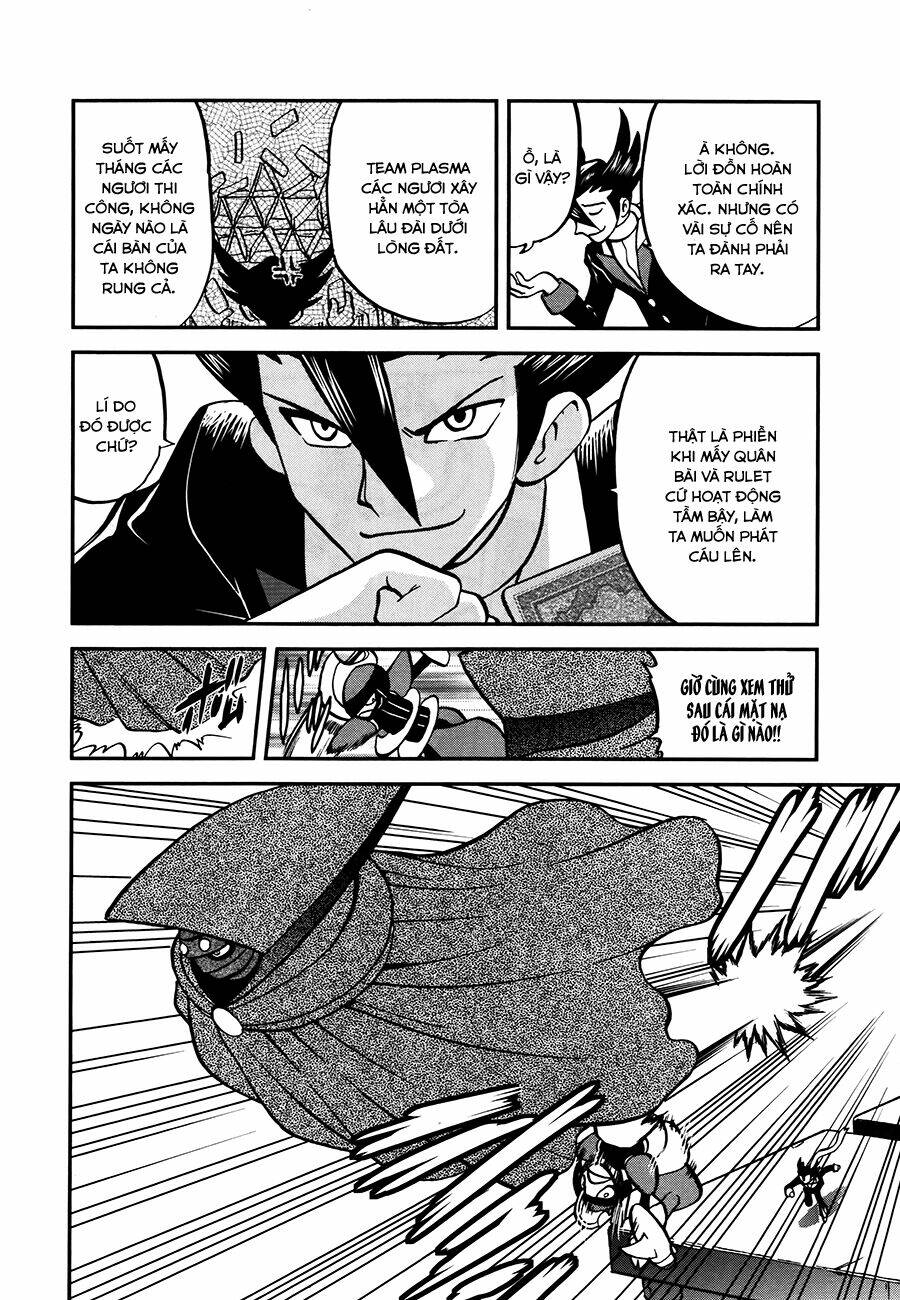 À KHÔNG.
LỜI ĐỒN HOÀN
TOÀN CHÍNH
XÁC. NHƯNG CÓ
VÀI SỰ CỐ NÊN
TA ĐÀNH PHẢI
RA TAY.
Ồ, LÀ
GÌ VẬY?
TEAM PLASMA
CÁC NGƯƠI XÂY
HẲN MỘT TÒA
LÂU ĐÀI DƯỚI
LÒNG ĐẤT.
SUỐT MẤY
THÁNG CÁC
NGƯƠI THI
CÔNG, KHÔNG
NGÀY NÀO LÀ
CÁI BÀN CỦA
TA KHÔNG
RUNG CẢ.
THẬT LÀ PHIỀN
KHI MẤY QUÂN
BÀI VÀ RULET
CỨ HOẠT ĐỘNG
TẦM BẬY, LÀM
TA MUỐN PHÁT
CÁU LÊN.
LÍ DO
ĐÓ ĐƯỢC
CHỨ?
GIỜ CÙNG XEM THỬ
SAU CÁI MẶT NẠ
ĐÓ LÀ GÌ NÀO!!